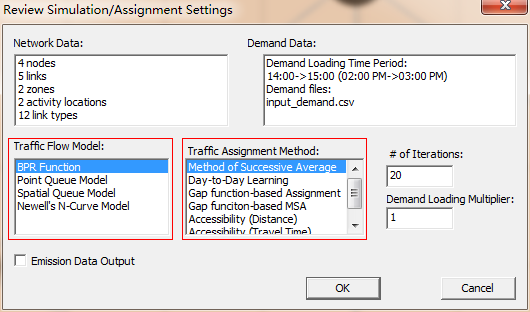 Review Simulation/Assignment Settings
Network Data:
4 nodes
5 links
2 zones
2 activity locations
12 link types
Demand Data:
Demand Loading Time Period:
14:00->15:00 (02:00 PM->03:00 PM)
Demand files:
input_demand.csv
Traffic Flow Model:
BPR Function
Point Queue Model
Spatial Queue Model
Newell's N-Curve Model
Traffic Assignment Method:
Method of Successive Average
Day-to-Day Learning
Gap function-based Assignment
Gap funciton-based MSA
Accessibility (Distance)
Accessibility (Travel Time)
# of Iterations:
20
Demand Loading Multiplier:
1
Emission Data Output
OK
Cancel